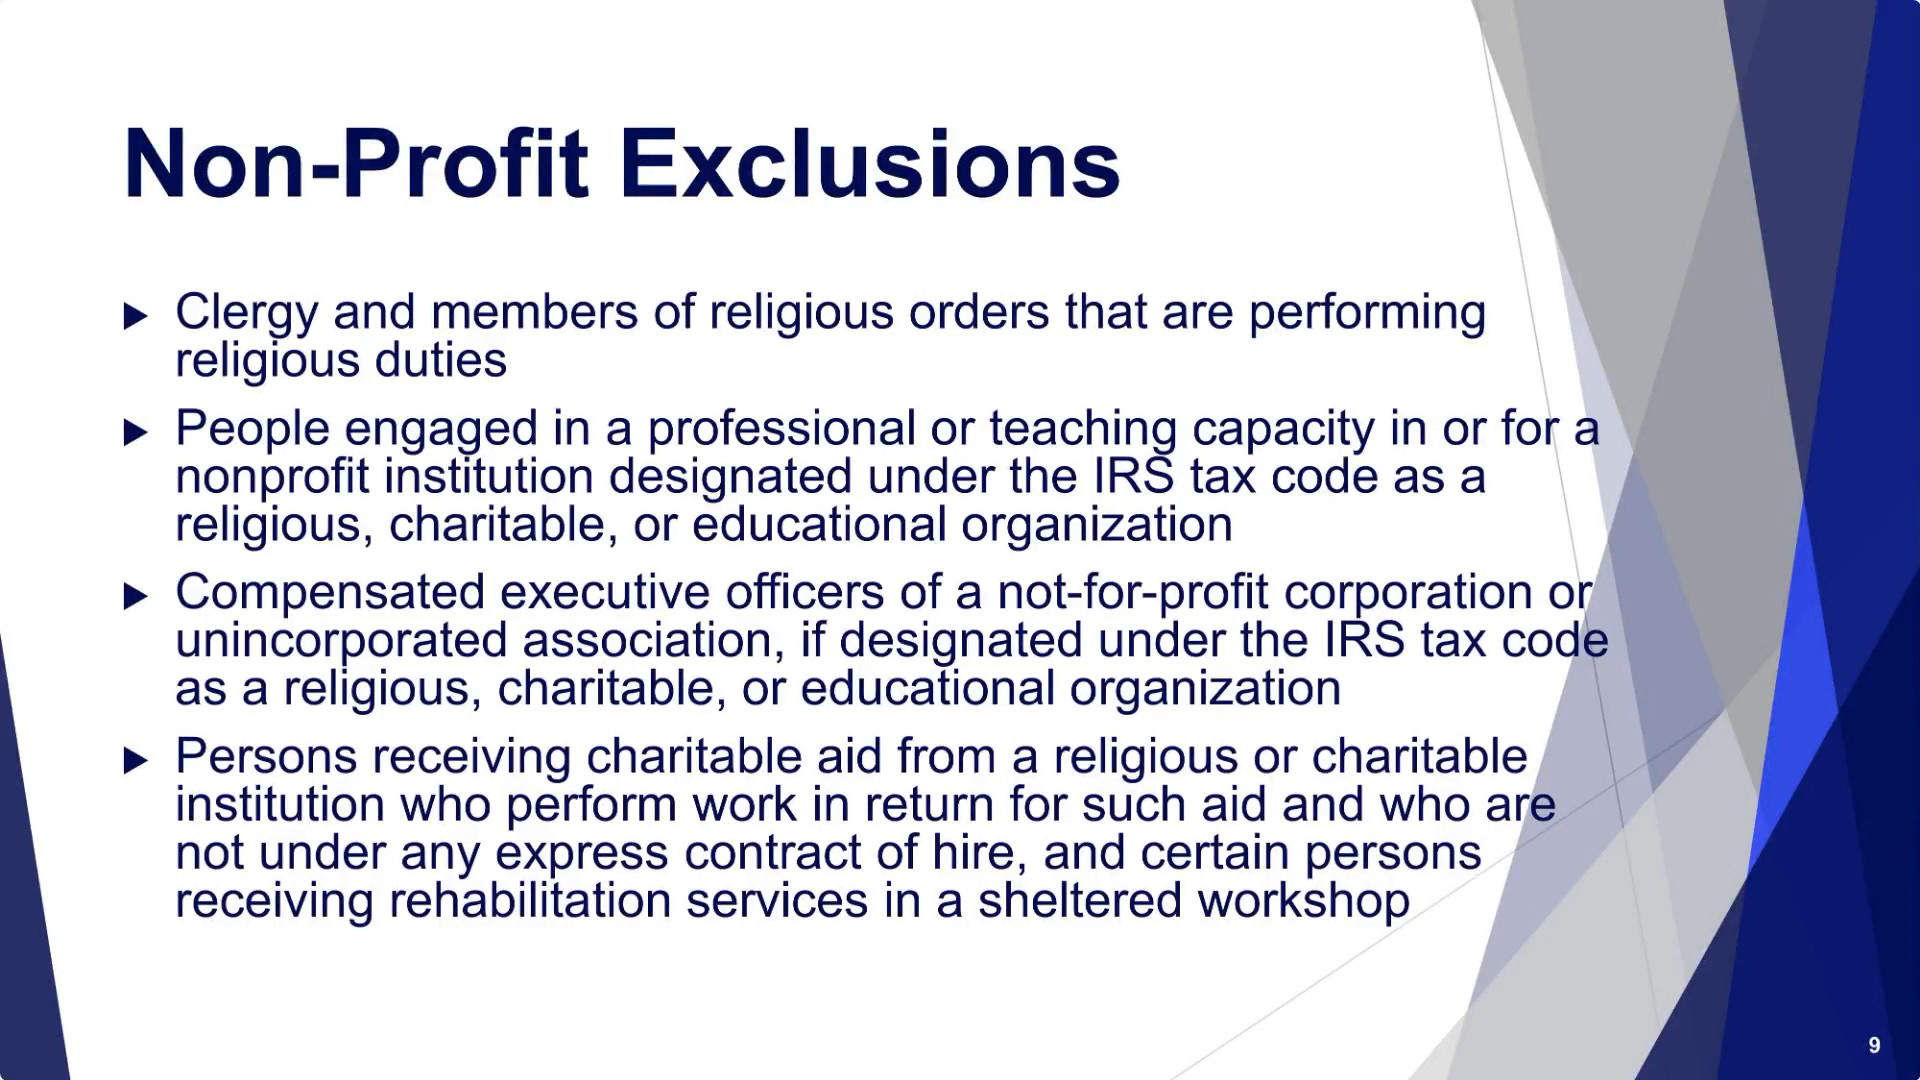 Non-Profit Exclusions
Clergy and members of religious orders that are performing
religious duties
People engaged in a professional or teaching capacity in or for a
nonprofit institution designated under the IRS tax code as a
religious, charitable, or educational organization
Compensated executive officers of a not-for-profit corporation or
unincorporated association, if designated under the IRS tax code
as a religious, charitable, or educational organization
Persons receiving charitable aid from a religious or charitable
institution who perform work in return for such aid and who are
not under any express contract of hire, and certain persons
receiving rehabilitation services in a sheltered workshop
9